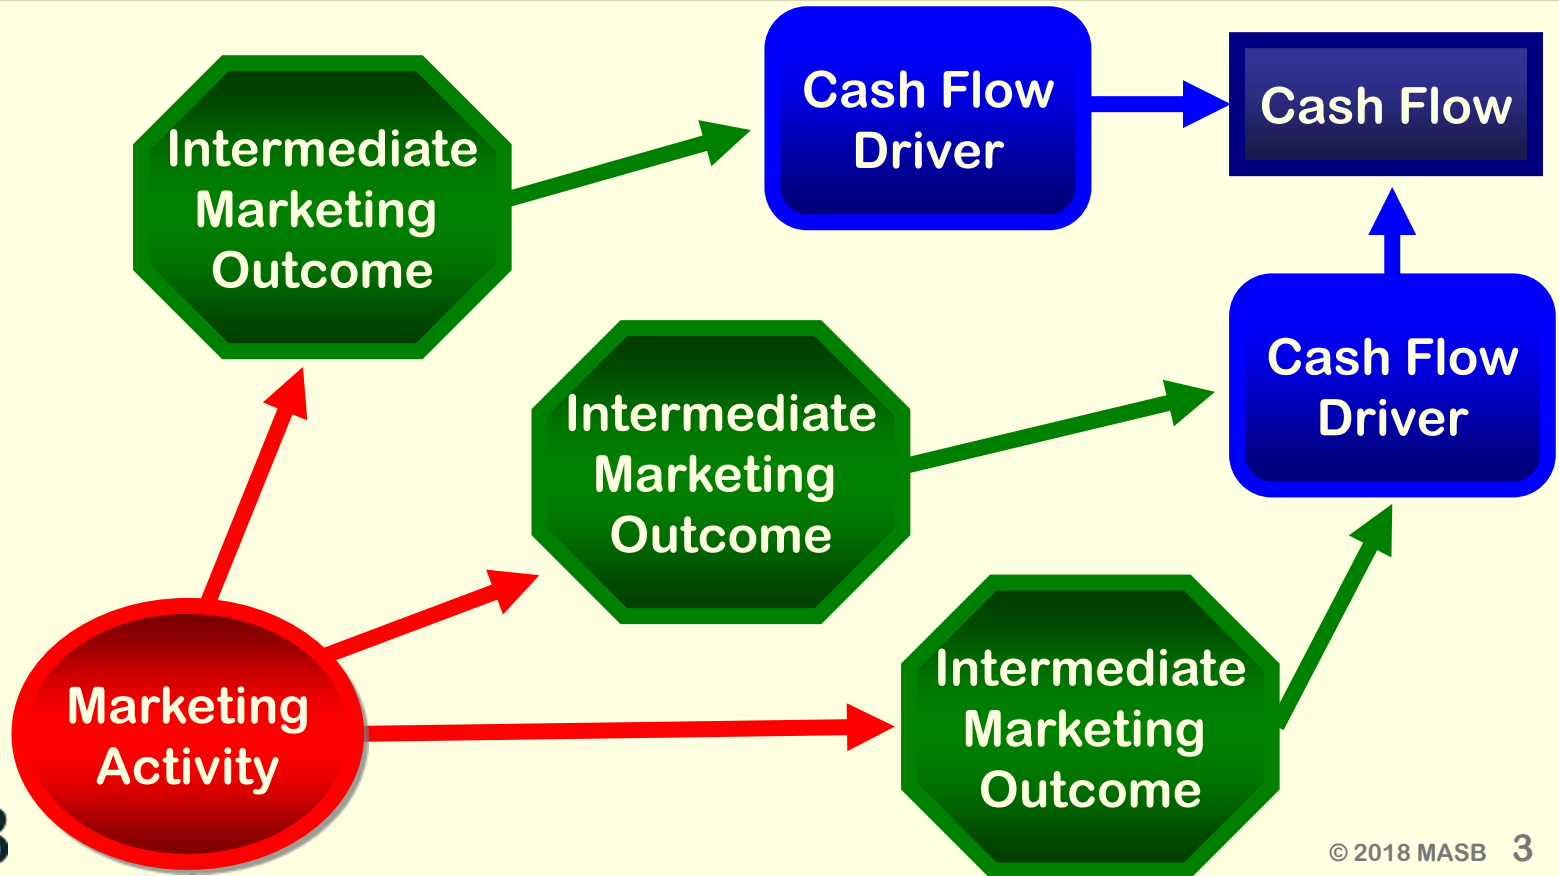 Cash Flow
Driver
Cash Flow
Intermediate
Marketing
Outcome
Cash Flow
Driver
Intermediate
Marketing
Outcome
Intermediate
Marketing
Outcome
Marketing
Activity
© 2018 MASB 3